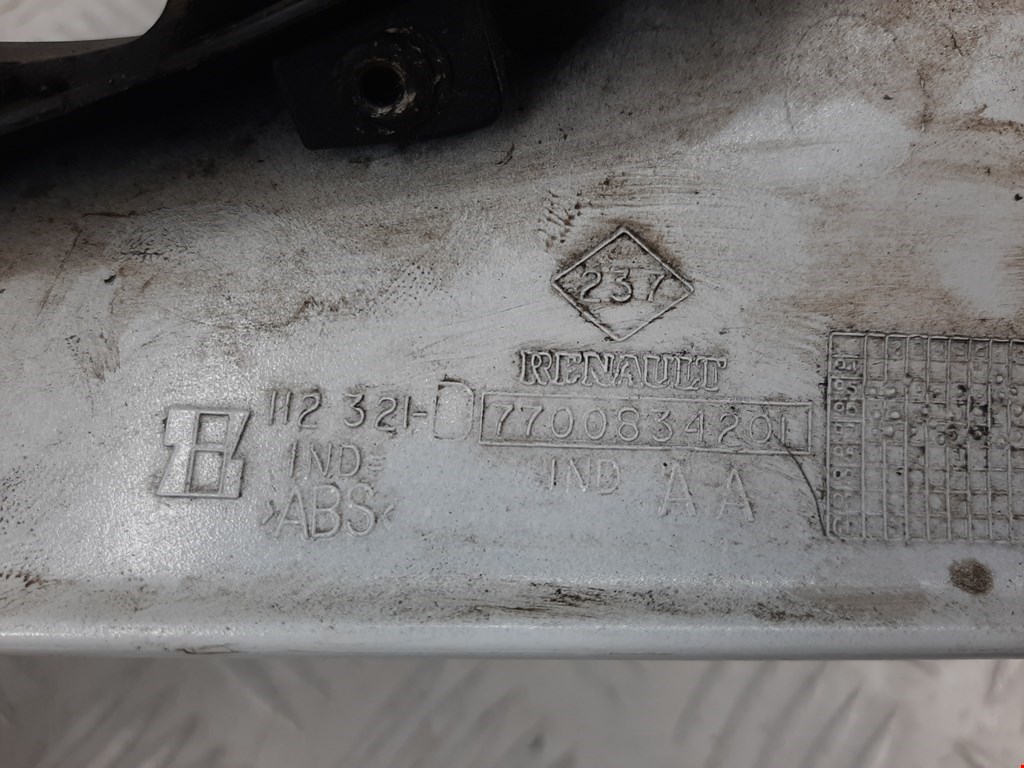 237
RENAULT
112 321-D 7700834201
IND IND A A
>ABS<